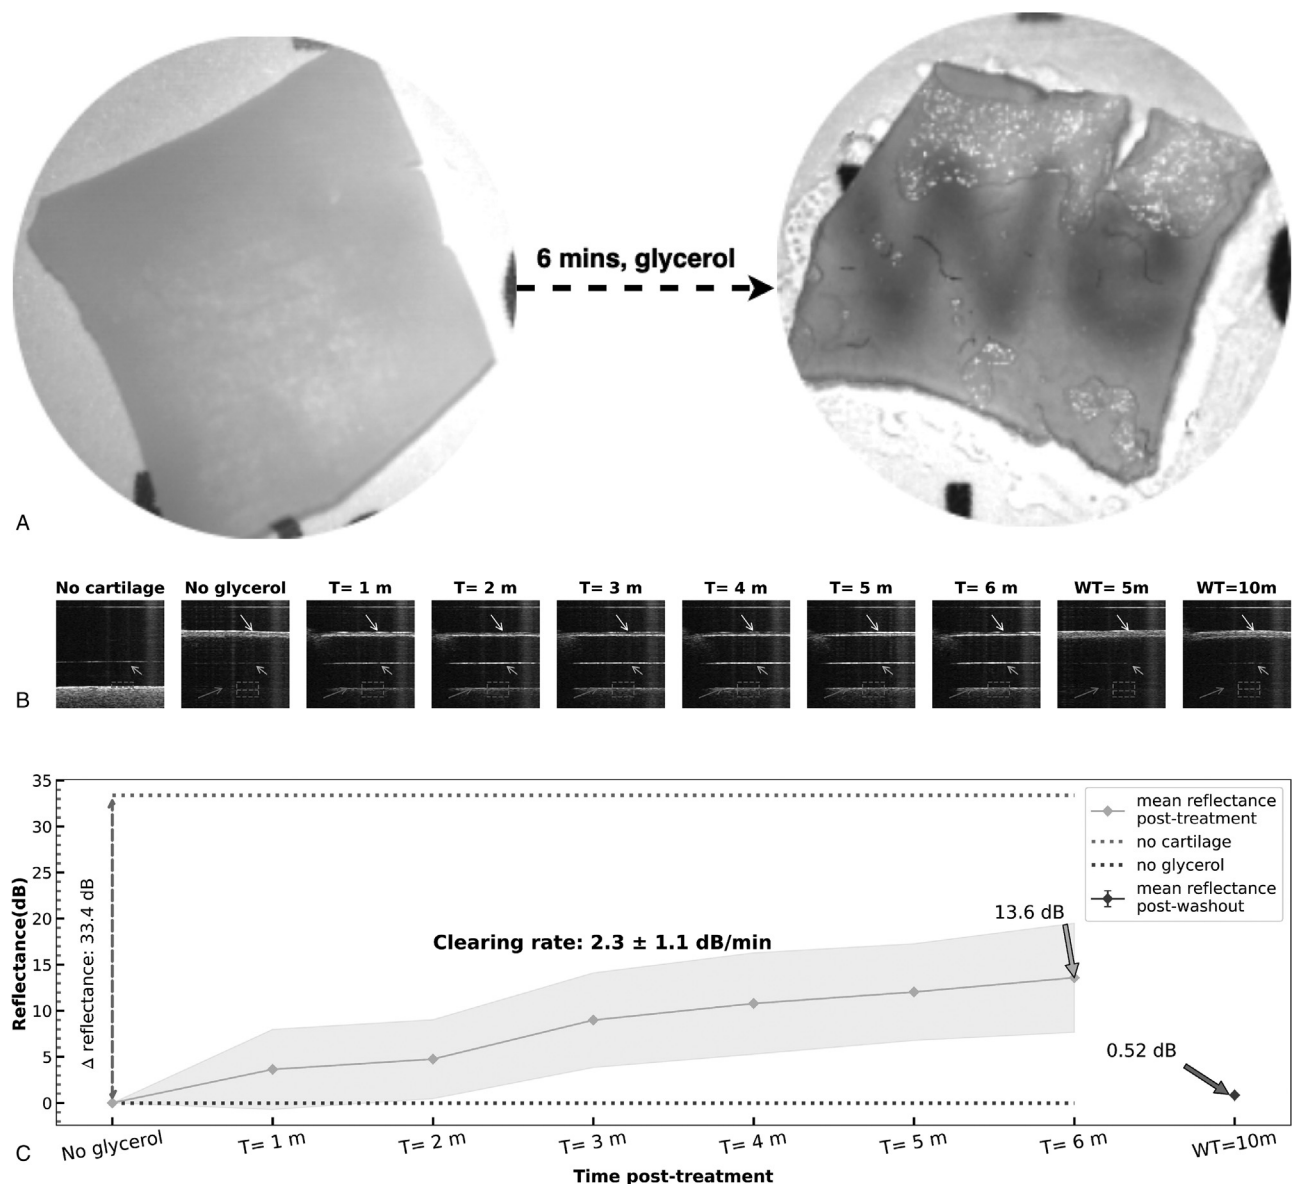 6 mins, glycerol
A
No cartilage No glycerol T= 1 m T= 2 m T= 3 m T= 4 m T= 5 m T= 6 m WT= 5m WT=10m
B
35
30
25
20
15
10
5
0
Reflectance(dB)
Δ reflectance: 33.4 dB
Clearing rate: 2.3 ± 1.1 dB/min
13.6 dB
0.52 dB
mean reflectance
post-treatment
no cartilage
no glycerol
mean reflectance
post-washout
No glycerol T= 1 m T= 2 m T= 3 m T= 4 m T= 5 m T= 6 m WT=10m
C
Time post-treatment